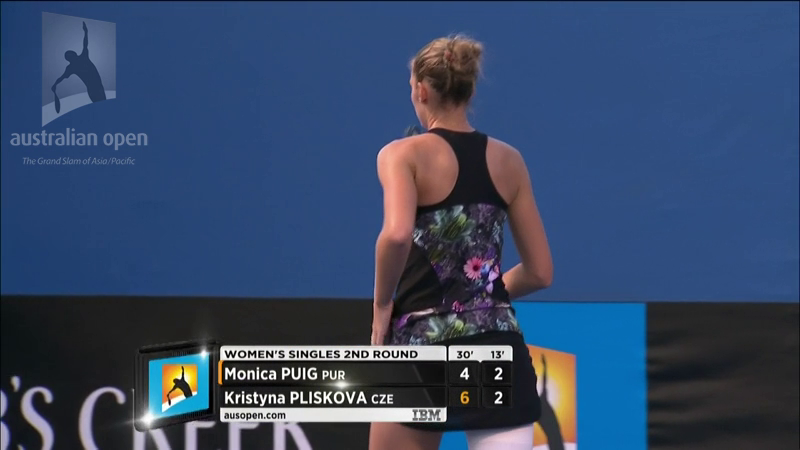 australian open
The Grand Slam of Asia/Pacific
WOMEN'S SINGLES 2ND ROUND 30' 13'
Monica PUIG PUR 4 2
Kristyna PLISKOVA CZE 6 2
ausopen.com IBM
B'S CREEK